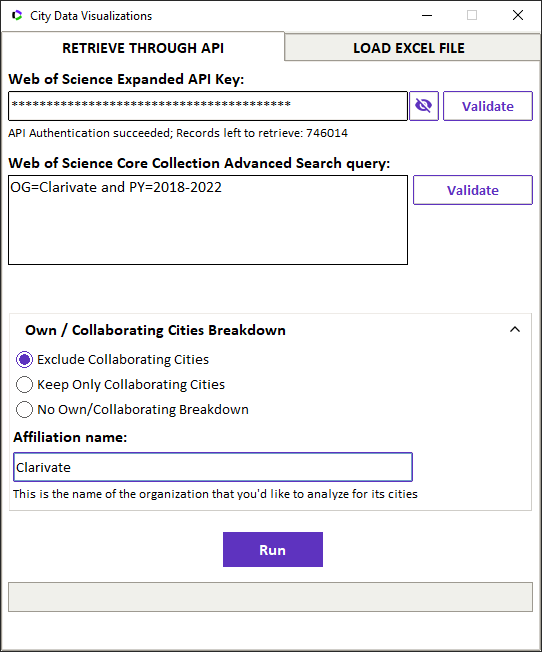 City Data Visualizations
RETRIEVE THROUGH API
LOAD EXCEL FILE
Web of Science Expanded API Key:
****************************************
Validate
API Authentication succeeded; Records left to retrieve: 746014
Web of Science Core Collection Advanced Search query:
OG=Clarivate and PY=2018-2022
Validate
Own / Collaborating Cities Breakdown
Exclude Collaborating Cities
Keep Only Collaborating Cities
No Own/Collaborating Breakdown
Affiliation name:
Clarivate
This is the name of the organization that you'd like to analyze for its cities
Run